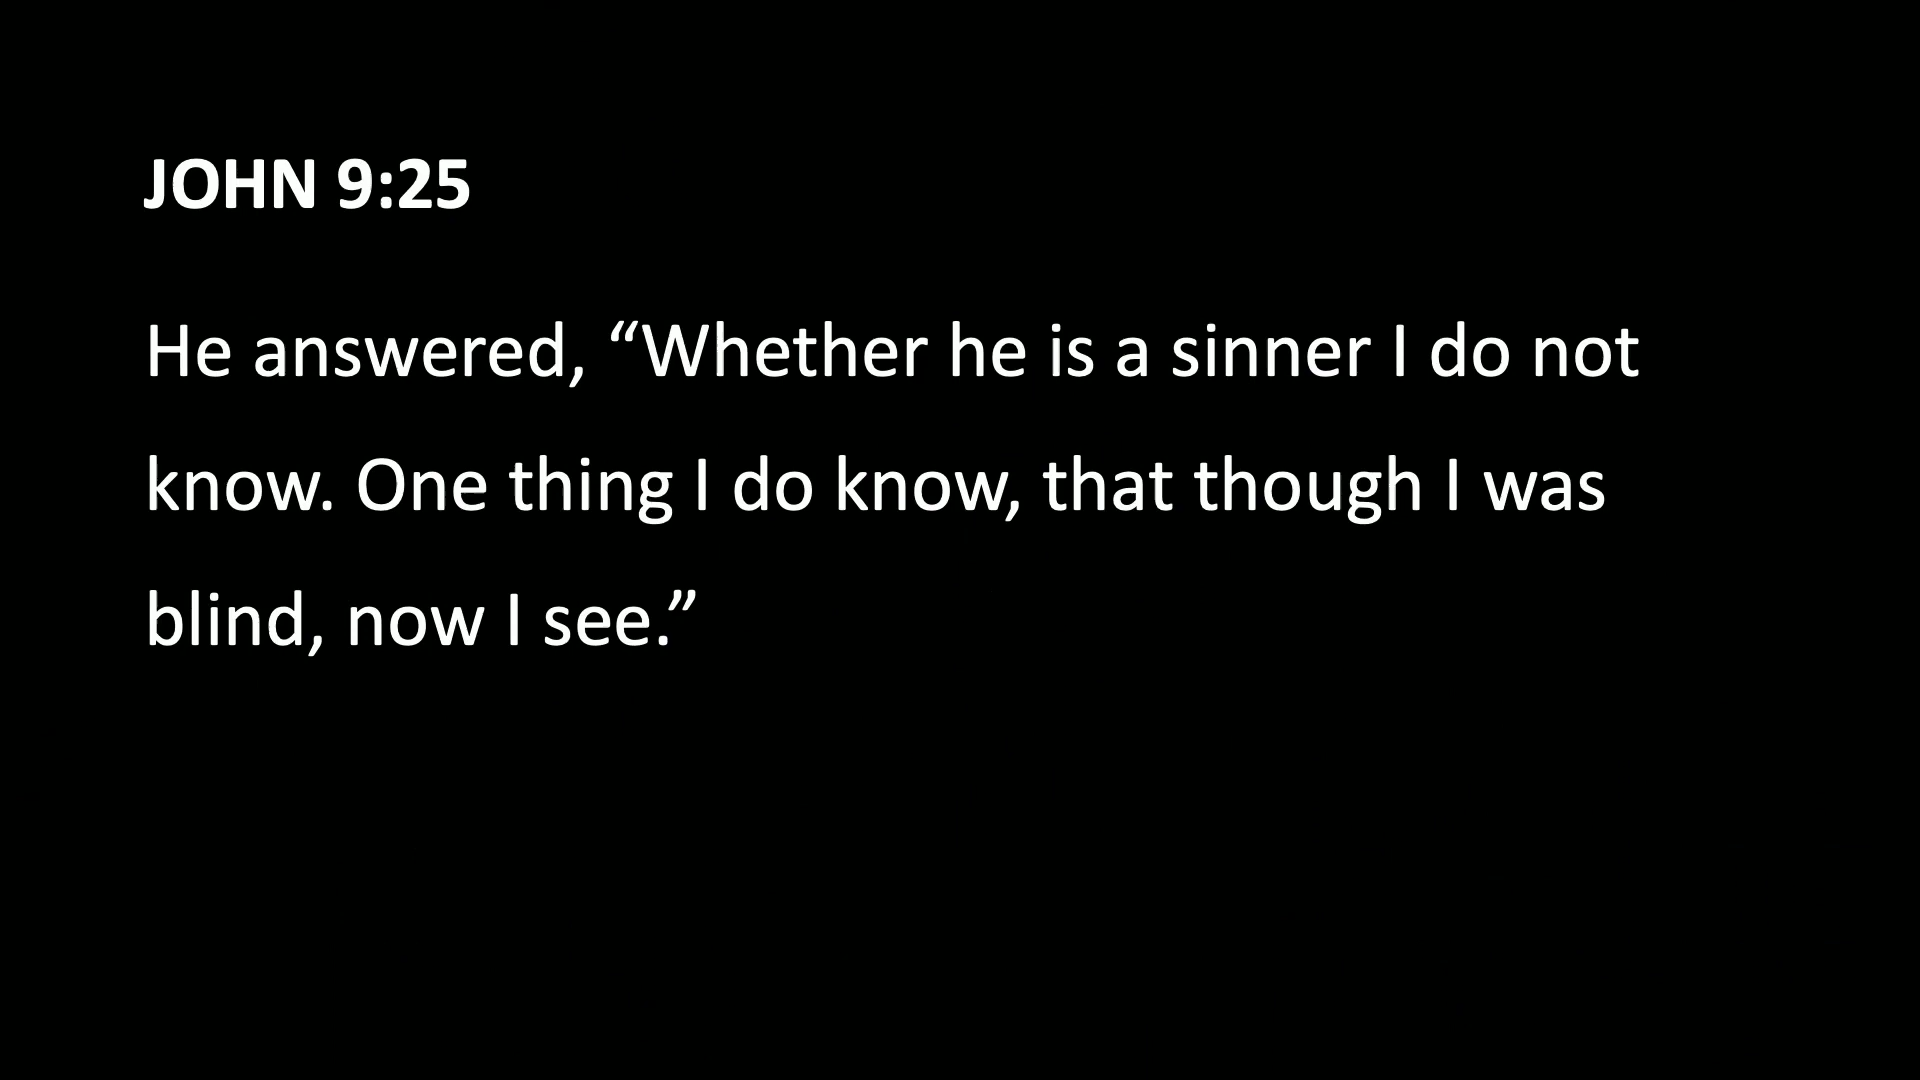 JOHN 9:25
He answered, “Whether he is a sinner I do not
know. One thing I do know, that though I was
blind, now I see.”